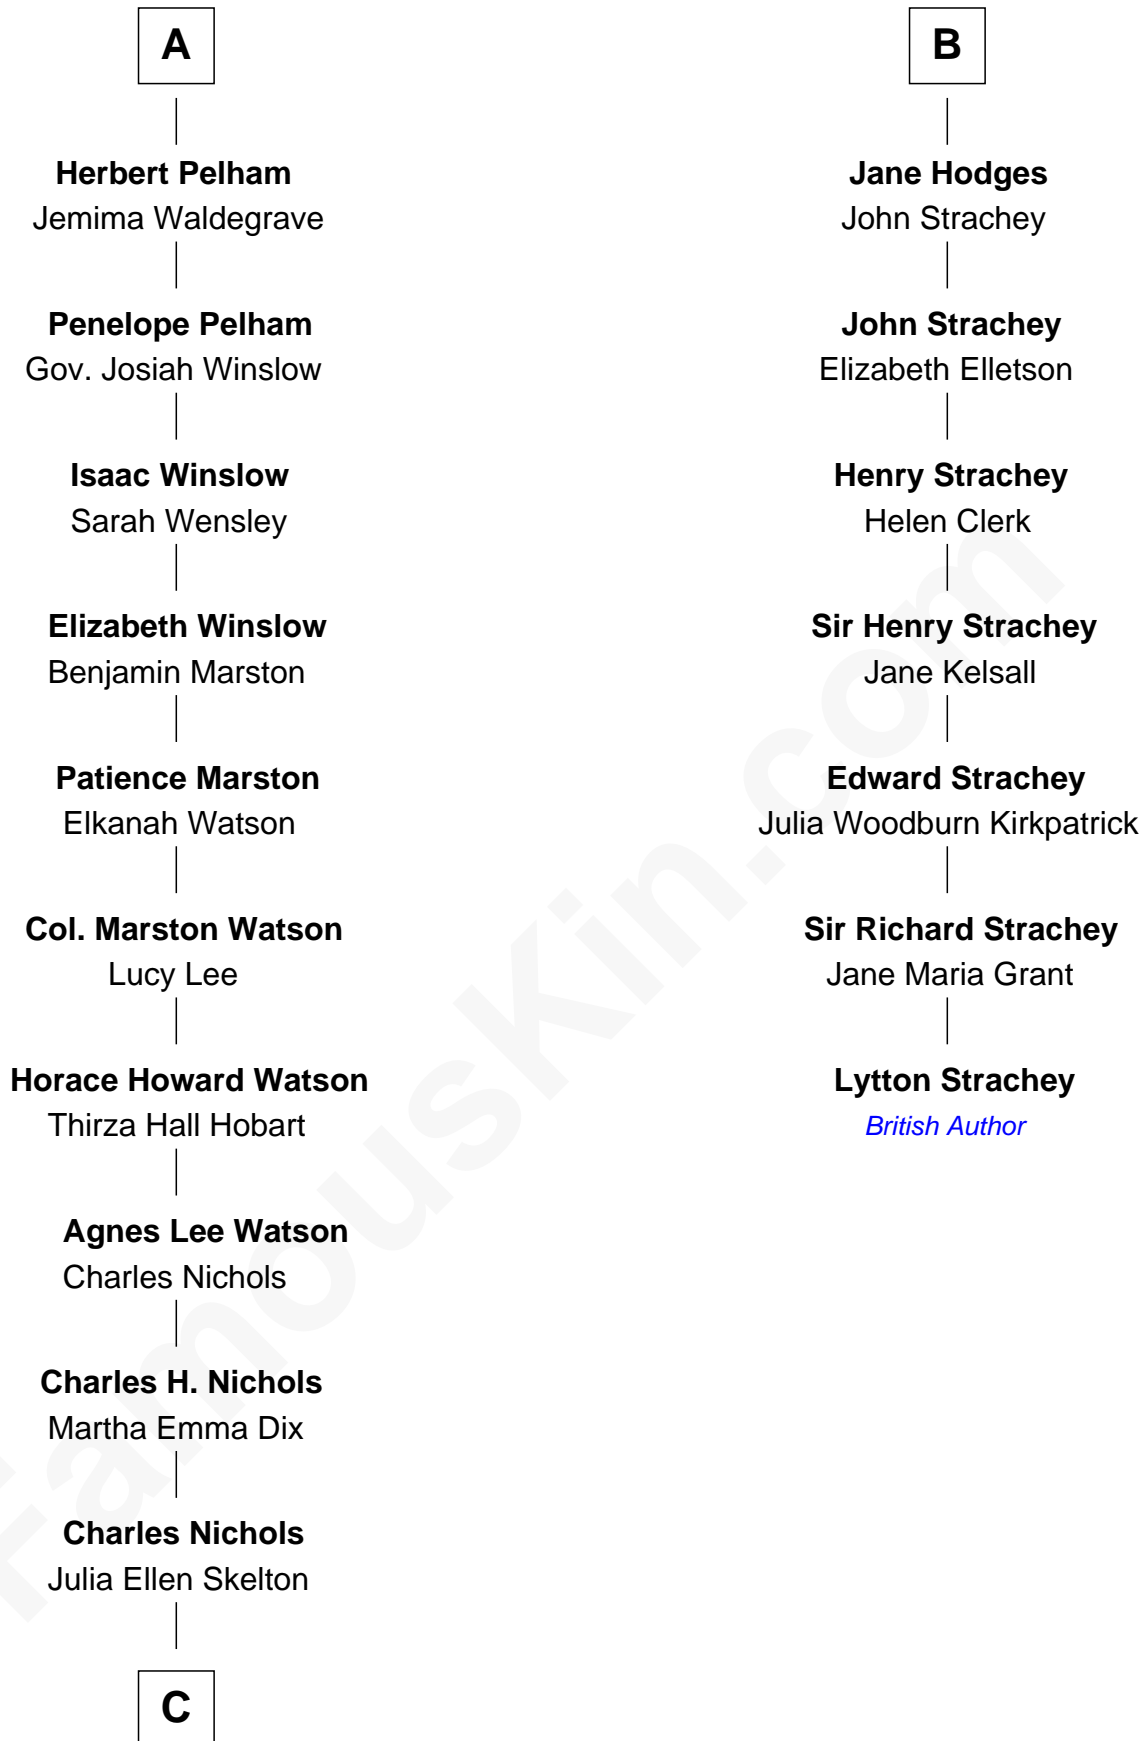 A
Herbert Pelham
Jemima Waldegrave
Penelope Pelham
Gov. Josiah Winslow
Isaac Winslow
Sarah Wensley
Elizabeth Winslow
Benjamin Marston
Patience Marston
Elkanah Watson
Col. Marston Watson
Lucy Lee
Horace Howard Watson
Thirza Hall Hobart
Agnes Lee Watson
Charles Nichols
Charles H. Nichols
Martha Emma Dix
Charles Nichols
Julia Ellen Skelton
C
B
Jane Hodges
John Strachey
John Strachey
Elizabeth Elletson
Henry Strachey
Helen Clerk
Sir Henry Strachey
Jane Kelsall
Edward Strachey
Julia Woodburn Kirkpatrick
Sir Richard Strachey
Jane Maria Grant
Lytton Strachey
British Author
FamousKin.com